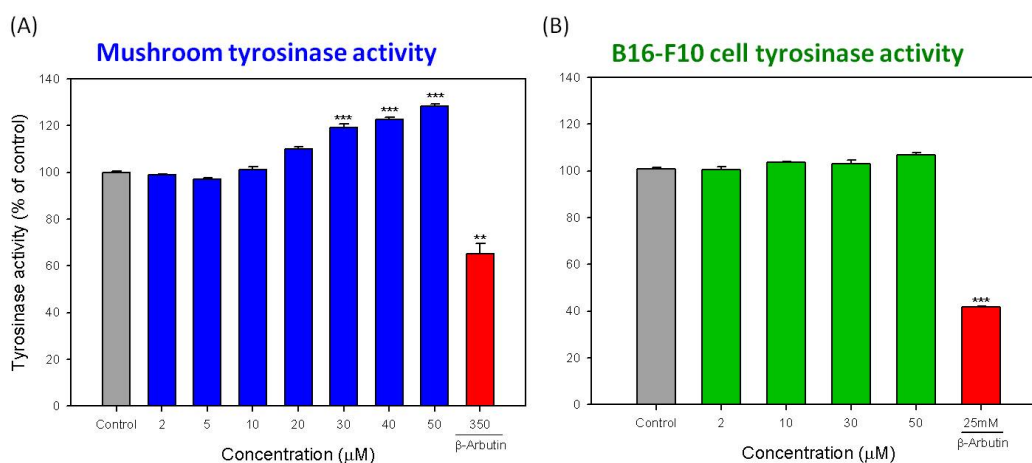 (A)
Mushroom tyrosinase activity
Tyrosinase activity (% of control)
140
120
100
80
60
40
20
0
***
***
***
**
Control 2 5 10 20 30 40 50 350
β-Arbutin
Concentration (μM)
(B)
B16-F10 cell tyrosinase activity
140
120
100
80
60
40
20
0
***
Control 2 10 30 50 25mM
β-Arbutin
Concentration (μM)